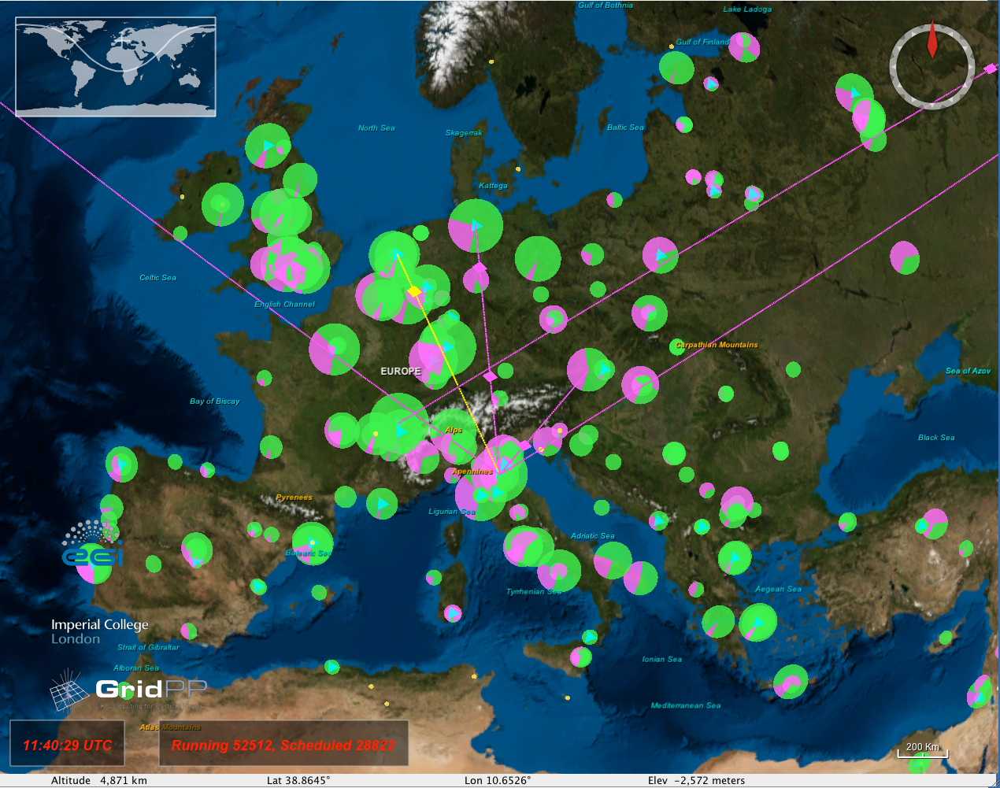 Gulf of Bothnia
Lake Ladoga
Gulf of Finland
North Sea
Skagerrak
Baltic Sea
Kattega
Celtic Sea
English Channel
EUROPE
Carpathian Mountains
Sea of Azov
Bay of Biscay
Alps
Black Sea
Apennines
Pyrenees
Ligurian Sea
Adriatic Sea
Balearic Sea
egi
Tyrrhenian Sea
Aegean Sea
Imperial College
London
Strait of Gibraltar
Ionian Sea
Alboran Sea
GridPP
UK Computing for Particle Physics
Mediterranean Sea
Atlas Mountains
11:40:29 UTC
Running 52512, Scheduled 28822
200 Km
Altitude 4,871 km
Lat 38.8645°
Lon 10.6526°
Elev -2,572 meters